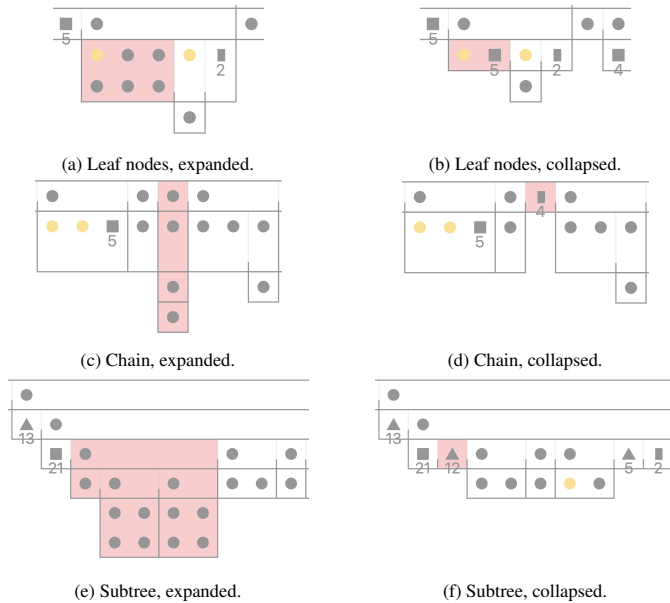 5
2
(a) Leaf nodes, expanded.
5
5
2
4
(b) Leaf nodes, collapsed.
5
(c) Chain, expanded.
4
5
(d) Chain, collapsed.
13
21
(e) Subtree, expanded.
13
21 12 5 2
(f) Subtree, collapsed.